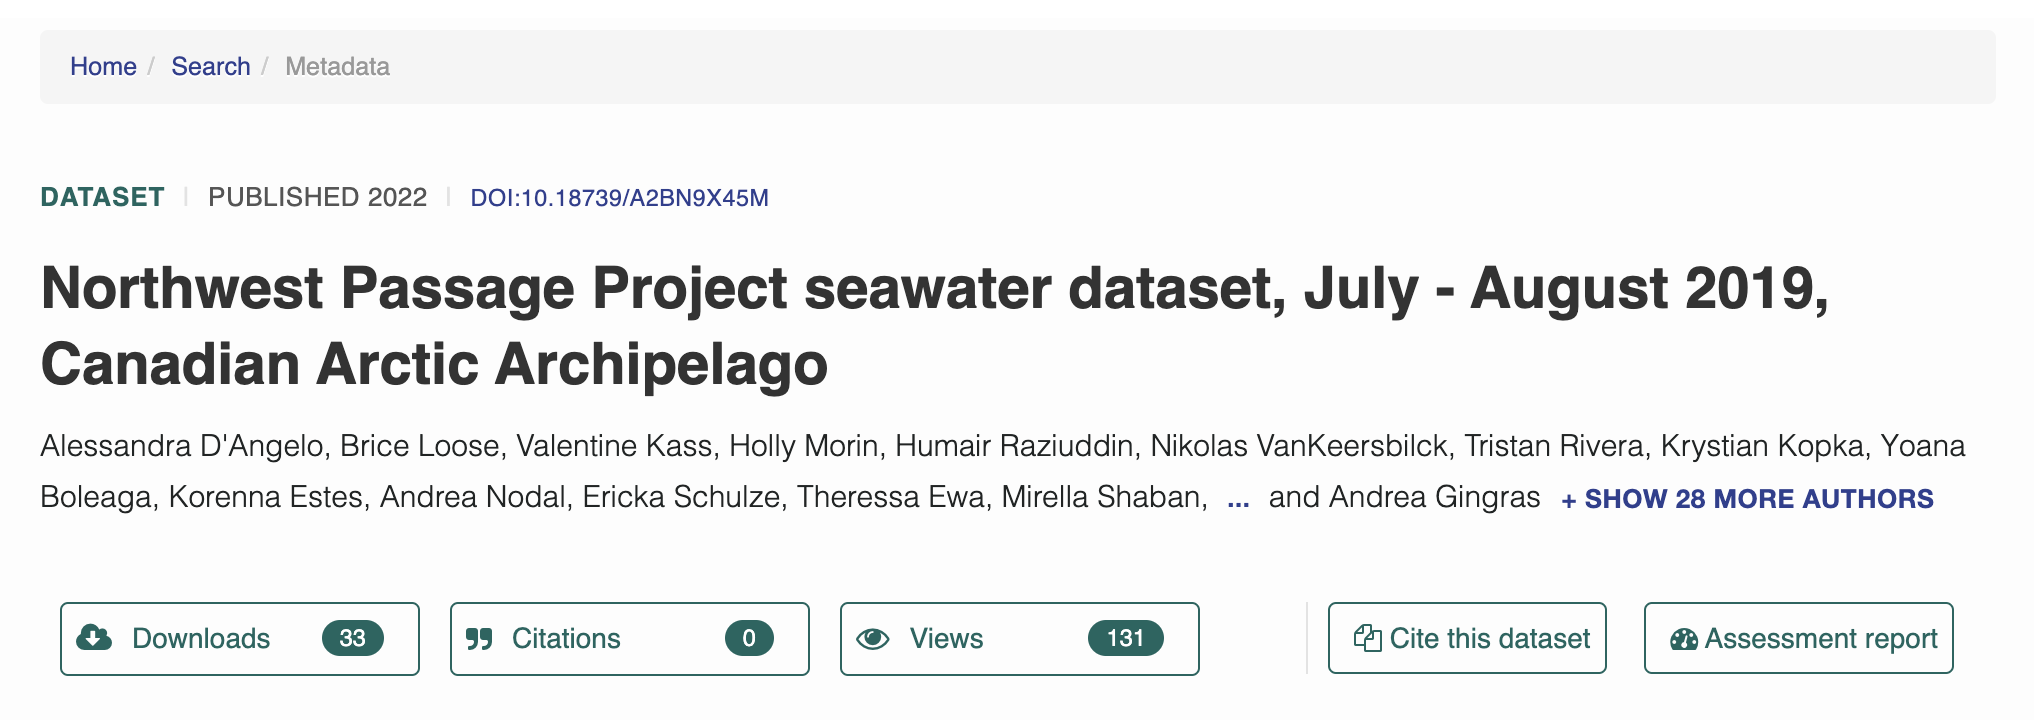 Home / Search / Metadata
DATASET | PUBLISHED 2022 | DOI:10.18739/A2BN9X45M
Northwest Passage Project seawater dataset, July - August 2019,
Canadian Arctic Archipelago
Alessandra D'Angelo, Brice Loose, Valentine Kass, Holly Morin, Humair Raziuddin, Nikolas VanKeersbilck, Tristan Rivera, Krystian Kopka, Yoana
Boleaga, Korenna Estes, Andrea Nodal, Ericka Schulze, Theressa Ewa, Mirella Shaban, ... and Andrea Gingras + SHOW 28 MORE AUTHORS
Downloads 33 Citations 0 Views 131 Cite this dataset Assessment report